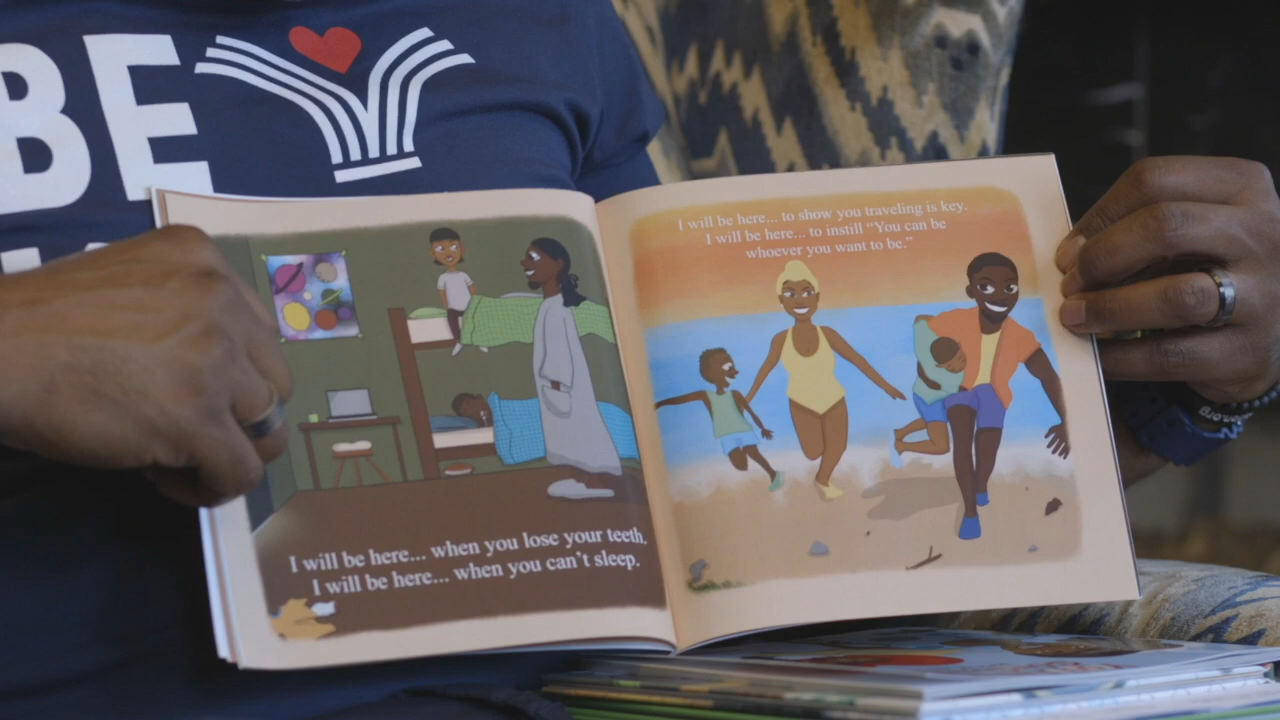 BE
I will be here... when you lose your teeth.
I will be here... when you can't sleep.
I will be here... to show you traveling is key.
I will be here... to instill “You can be
whoever you want to be.”